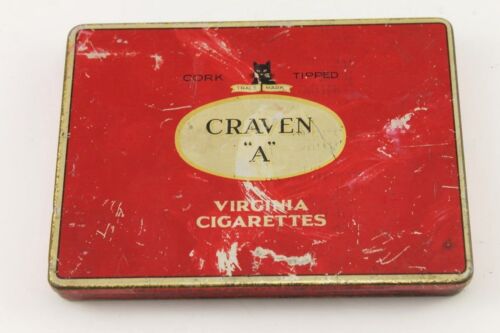 CORK TIPPED
TRADE MARK
CRAVEN
"A"
VIRGINIA
CIGARETTES